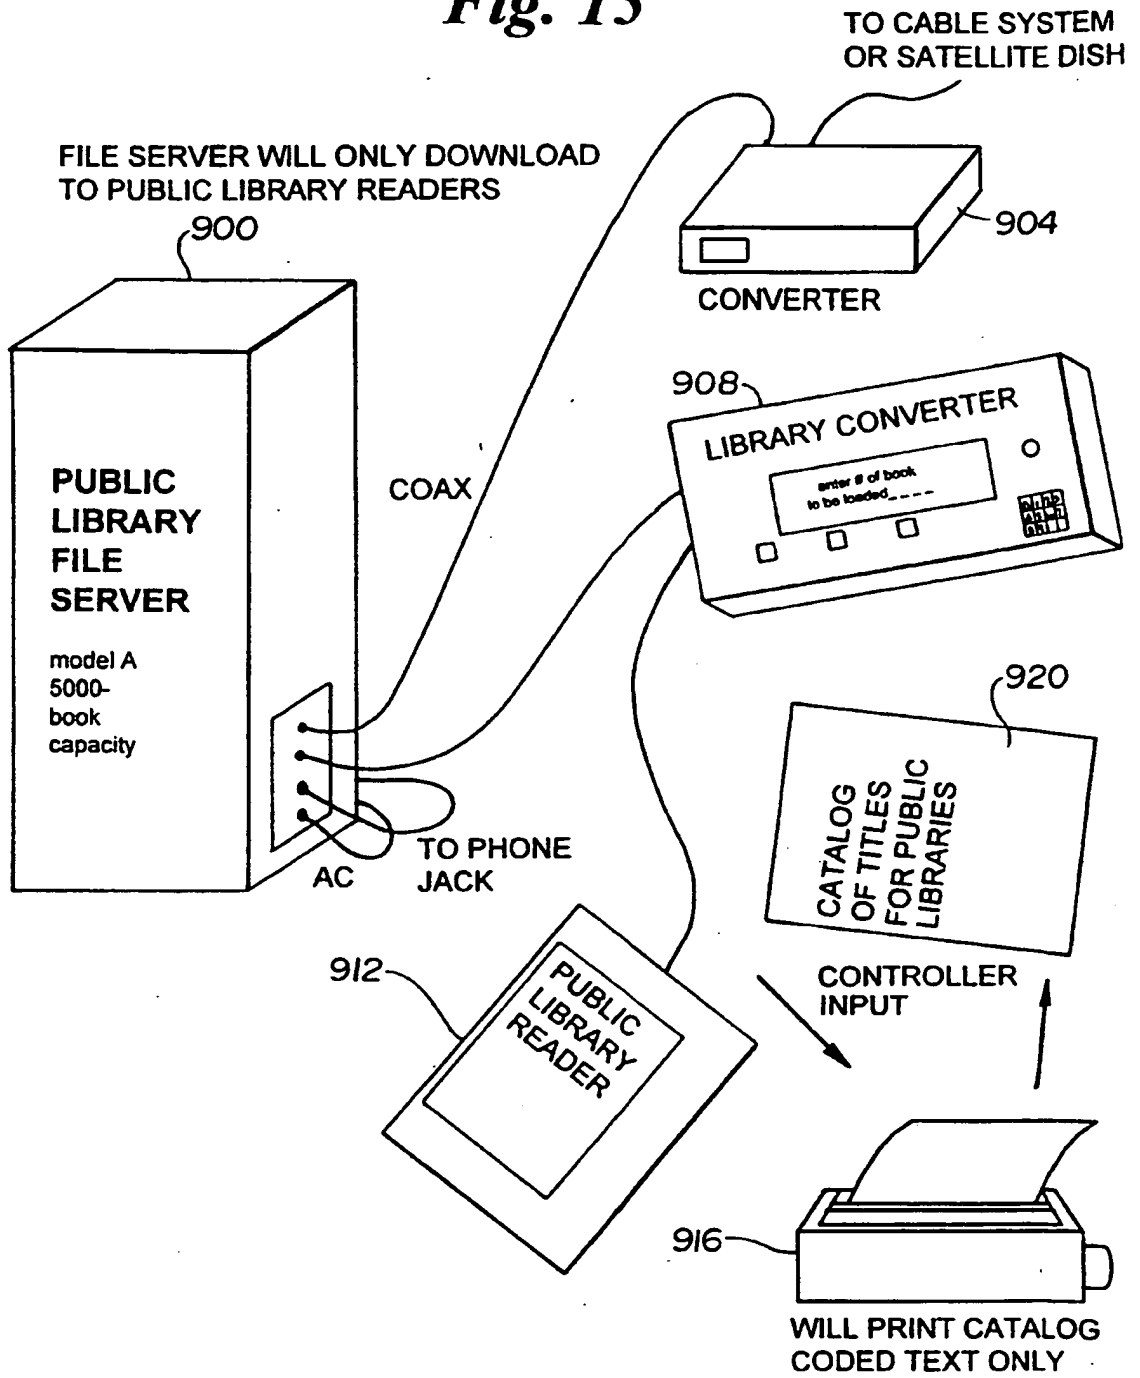 Fig. 15
TO CABLE SYSTEM
OR SATELLITE DISH
FILE SERVER WILL ONLY DOWNLOAD
TO PUBLIC LIBRARY READERS
900
904
CONVERTER
908
LIBRARY CONVERTER
enter # of book
to be loaded____
COAX
PUBLIC
LIBRARY
FILE
SERVER
model A
5000-
book
capacity
AC
TO PHONE
JACK
920
CATALOG
OF TITLES
FOR PUBLIC
LIBRARIES
912
PUBLIC
LIBRARY
READER
CONTROLLER
INPUT
916
WILL PRINT CATALOG
CODED TEXT ONLY